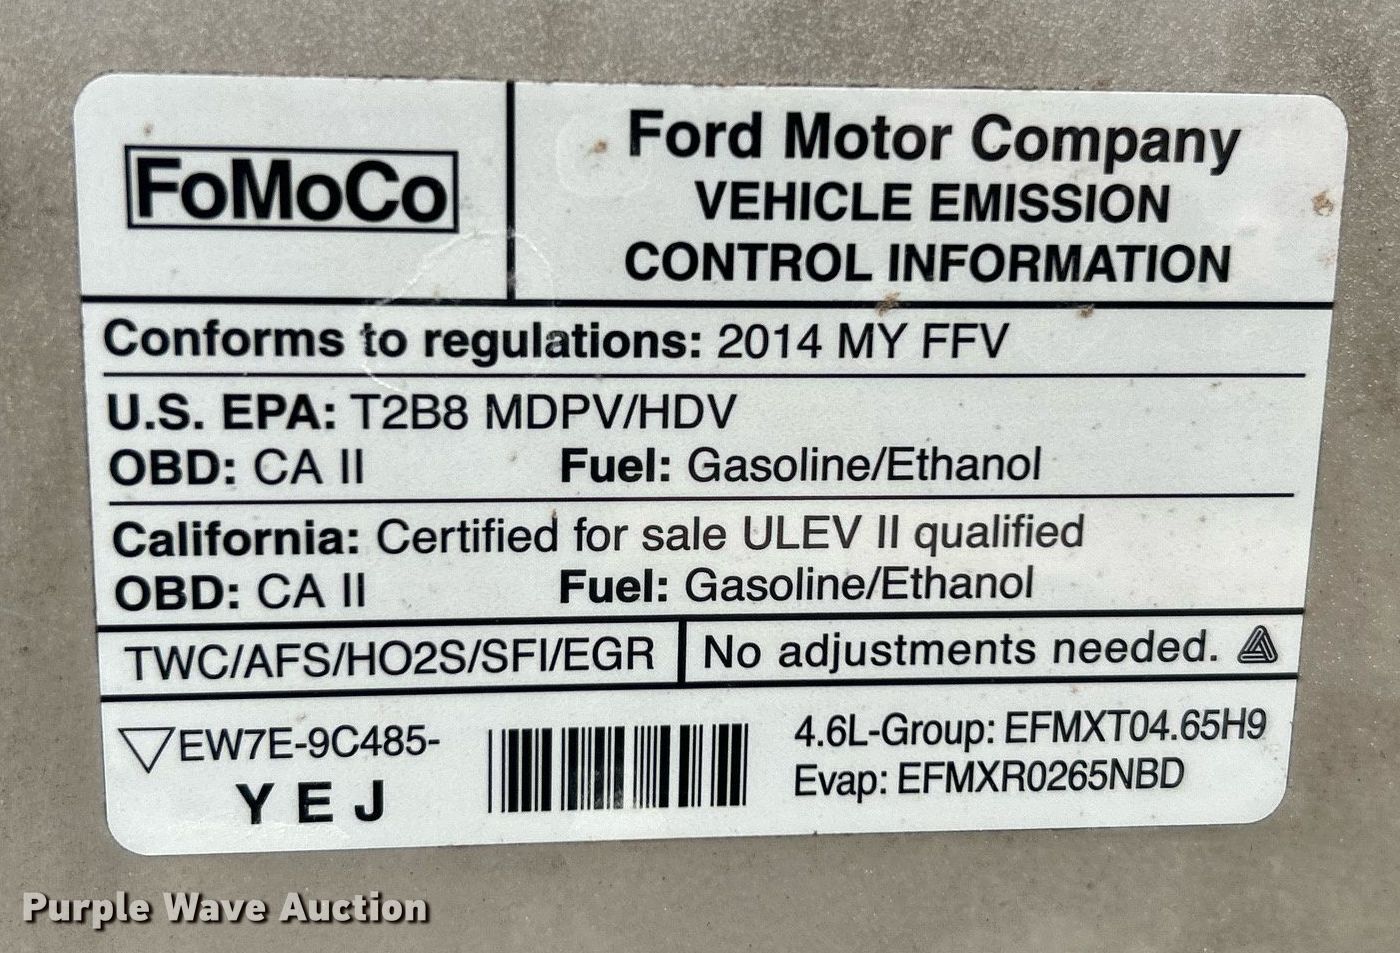 FoMoCo
Ford Motor Company
VEHICLE EMISSION
CONTROL INFORMATION
Conforms to regulations: 2014 MY FFV
U.S. EPA: T2B8 MDPV/HDV
OBD: CA II Fuel: Gasoline/Ethanol
California: Certified for sale ULEV II qualified
OBD: CA II Fuel: Gasoline/Ethanol
TWC/AFS/HO2S/SFI/EGR
No adjustments needed.
EW7E-9C485-
YEJ
4.6L-Group: EFMXT04.65H9
Evap: EFMXR0265NBD
Purple Wave Auction